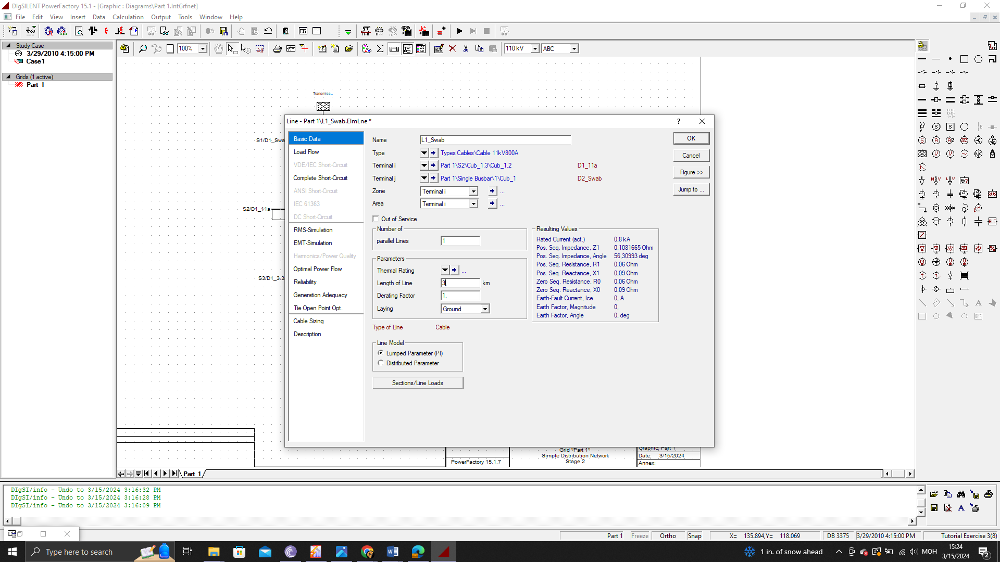 DIgSILENT PowerFactory 15.1 - [Graphic : Diagrams\Part 1.IntGrfnet]
File Edit View Insert Data Calculation Output Tools Window Help
100%
110 kV
ABC
Study Case
3/29/2010 4:15:00 PM
Case1
Grids (1 active)
Part 1
Transmiss..
S1/D1_Swa
S2/D1_11a
S3/D1_3:3
Line - Part 1\L1_Swab.ElmLne *
?
Basic Data
Load Flow
VDE/IEC Short-Circuit
Complete Short-Circuit
ANSI Short-Circuit
IEC 61363
DC Short-Circuit
RMS-Simulation
EMT-Simulation
Harmonics/Power Quality
Optimal Power Flow
Reliability
Generation Adequacy
Tie Open Point Opt.
Cable Sizing
Description
Name L1_Swab
Type Types Cables\Cable 11kV800A
Terminal i Part 1\S2\Cub_1.3\Cub_1.2 D1_11a
Terminal j Part 1\Single Busbar\1\Cub_1 D2_Swab
Zone Terminal i ...
Area Terminal i ...
Out of Service
Number of
parallel Lines 1
Parameters
Thermal Rating ...
Length of Line 3, km
Derating Factor 1,
Laying Ground
Type of Line Cable
Line Model
Lumped Parameter (PI)
Distributed Parameter
Sections/Line Loads
Resulting Values
Rated Current (act.) 0,8 kA
Pos. Seq. Impedance, Z1 0,1081665 Ohm
Pos. Seq. Impedance, Angle 56,30993 deg
Pos. Seq. Resistance, R1 0,06 Ohm
Pos. Seq. Reactance, X1 0,09 Ohm
Zero Seq. Resistance, R0 0,06 Ohm
Zero Seq. Reactance, X0 0,09 Ohm
Earth-Fault Current, Ice 0, A
Earth Factor, Magnitude 0,
Earth Factor, Angle 0, deg
OK
Cancel
Figure >>
Jump to ...
PowerFactory 15.1.7
Grid "Part 1"
Simple Distribution Network
Stage 2
Graphic: Part 1
Date: 3/15/2024
Annex:
Part 1
DIgSI/info - Undo to 3/15/2024 3:16:32 PM
DIgSI/info - Undo to 3/15/2024 3:16:28 PM
DIgSI/info - Undo to 3/15/2024 3:16:09 PM
Part 1 Freeze Ortho Snap X= 135.894,Y= 118.069 DB 3375 3/29/2010 4:15:00 PM Tutorial Exercise 3(8)
Type here to search
1 in. of snow ahead
МОН
15:24
3/15/2024
2